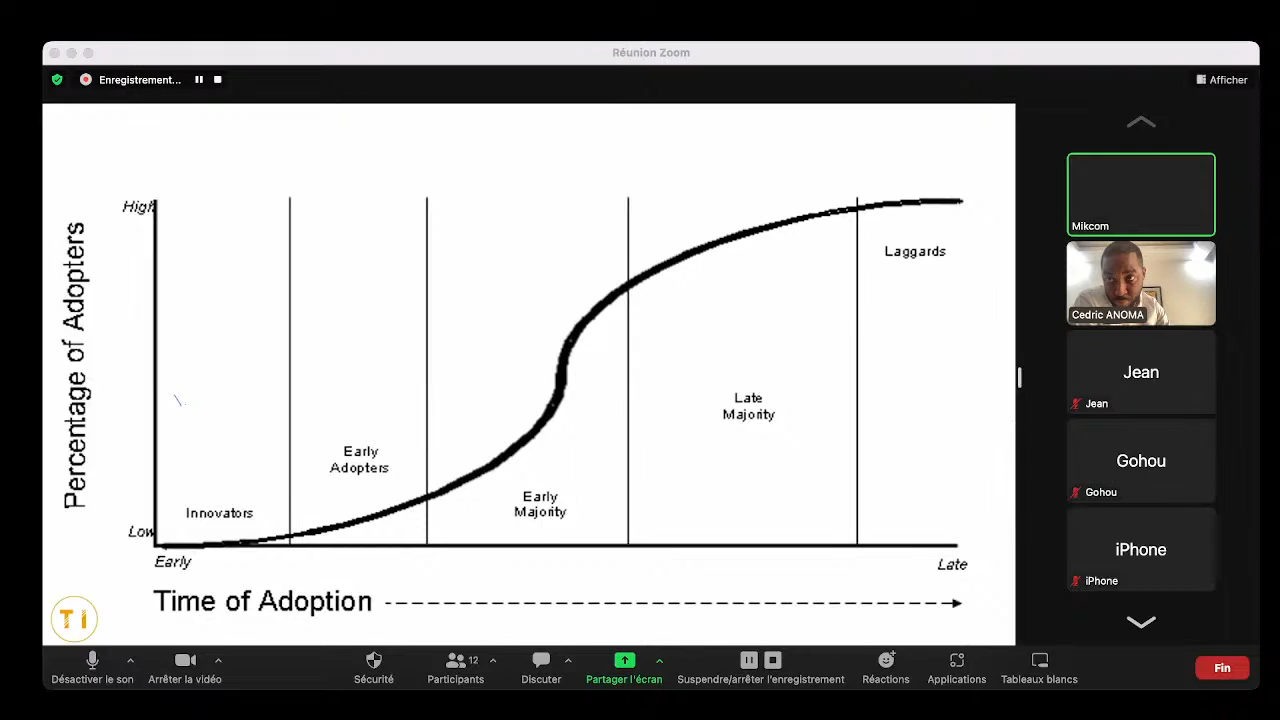 Réunion Zoom
Enregistrement...
Afficher
High
Percentage of Adopters
Low
Innovators
Early
Adopters
Early
Majority
Late
Majority
Laggards
Early
Late
Time of Adoption
TI
Mikcom
Cedric ANOMA
Jean
Jean
Gohou
Gohou
iPhone
iPhone
Désactiver le son
Arrêter la vidéo
Sécurité
12
Participants
Discuter
Partager l'écran
Suspendre/arrêter l'enregistrement
Réactions
Applications
Tableaux blancs
Fin